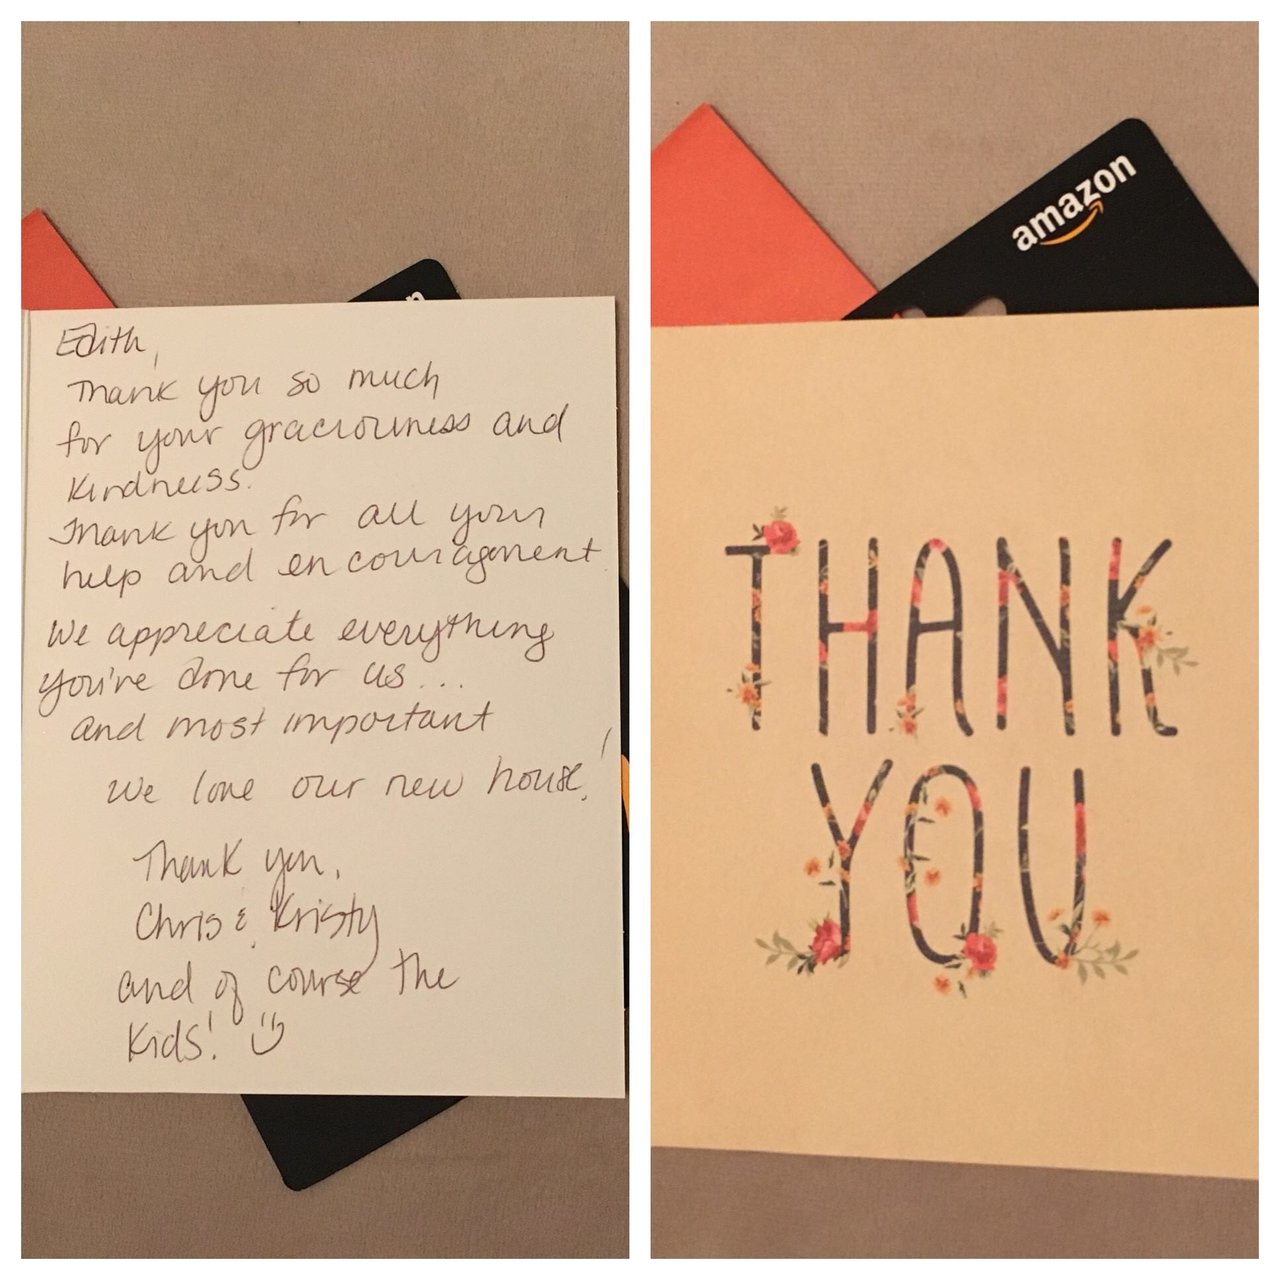 n
Edith,
Thank you so much
for your graciousness and
kindness.
Thank you for all your
help and encouragment.
We appreciate everything
you've done for us...
and most important
We love our new house!
Thank you,
Chris & Kristy
and of course the
Kids!
amazon
THANK
YOU